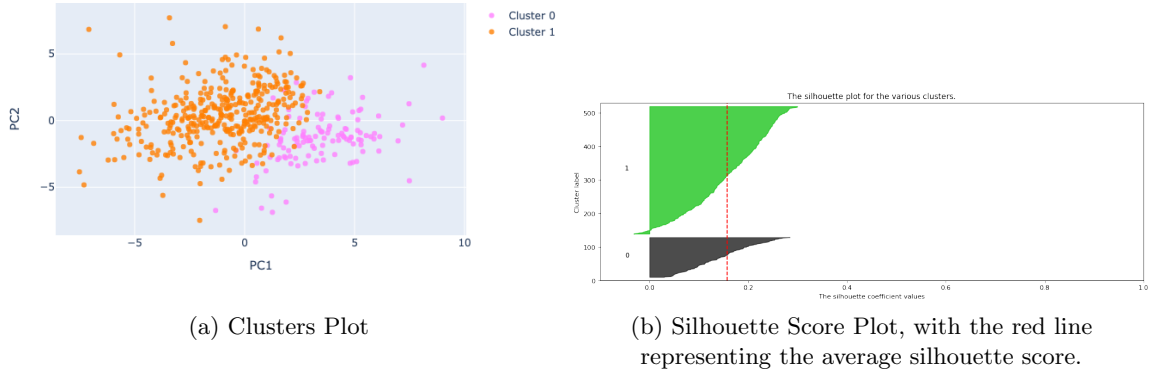 Cluster 0
Cluster 1
PC2
5
0
−5
−5
0
5
10
PC1
(a) Clusters Plot
The silhouette plot for the various clusters.
Cluster label
500
400
300
200
100
0
1
0
0.0
0.2
0.4
0.6
0.8
1.0
The silhouette coefficient values
(b) Silhouette Score Plot, with the red line
representing the average silhouette score.